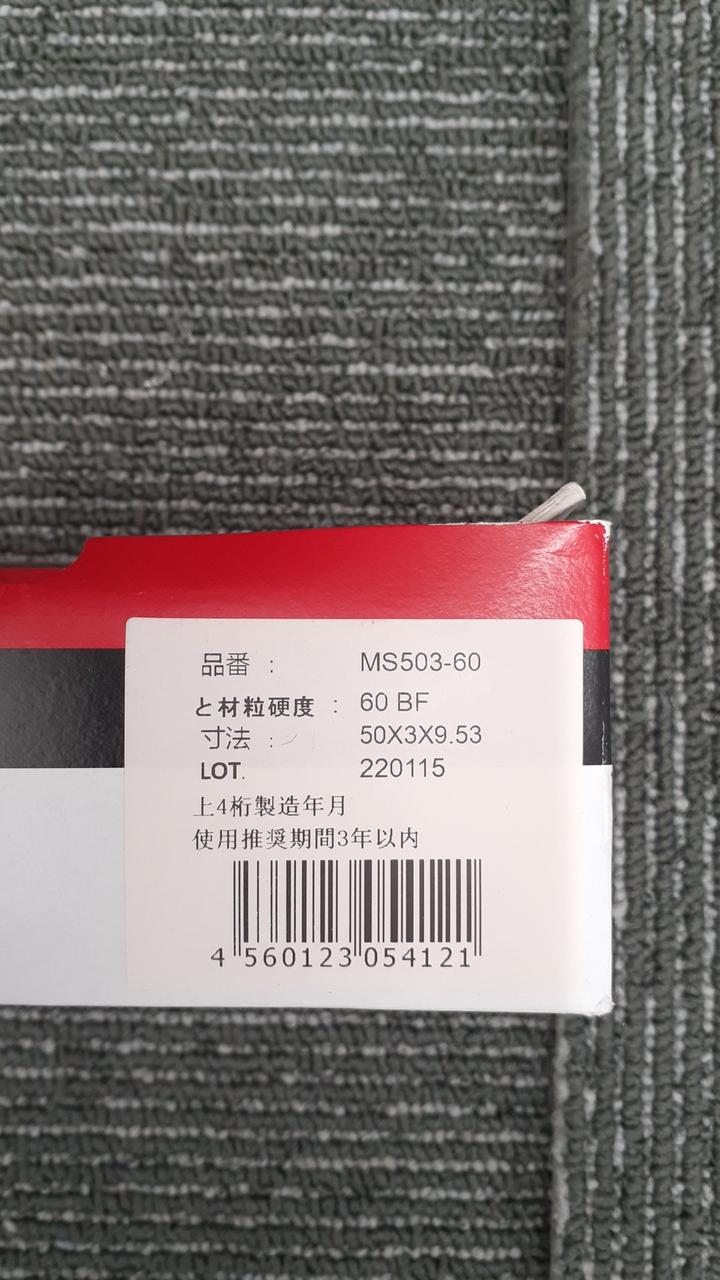 品番 : MS503-60
と材粒硬度 : 60 BF
寸法 : 50X3X9.53
LOT. 220115
上4桁製造年月
使用推奨期間3年以内
4 560123 054121